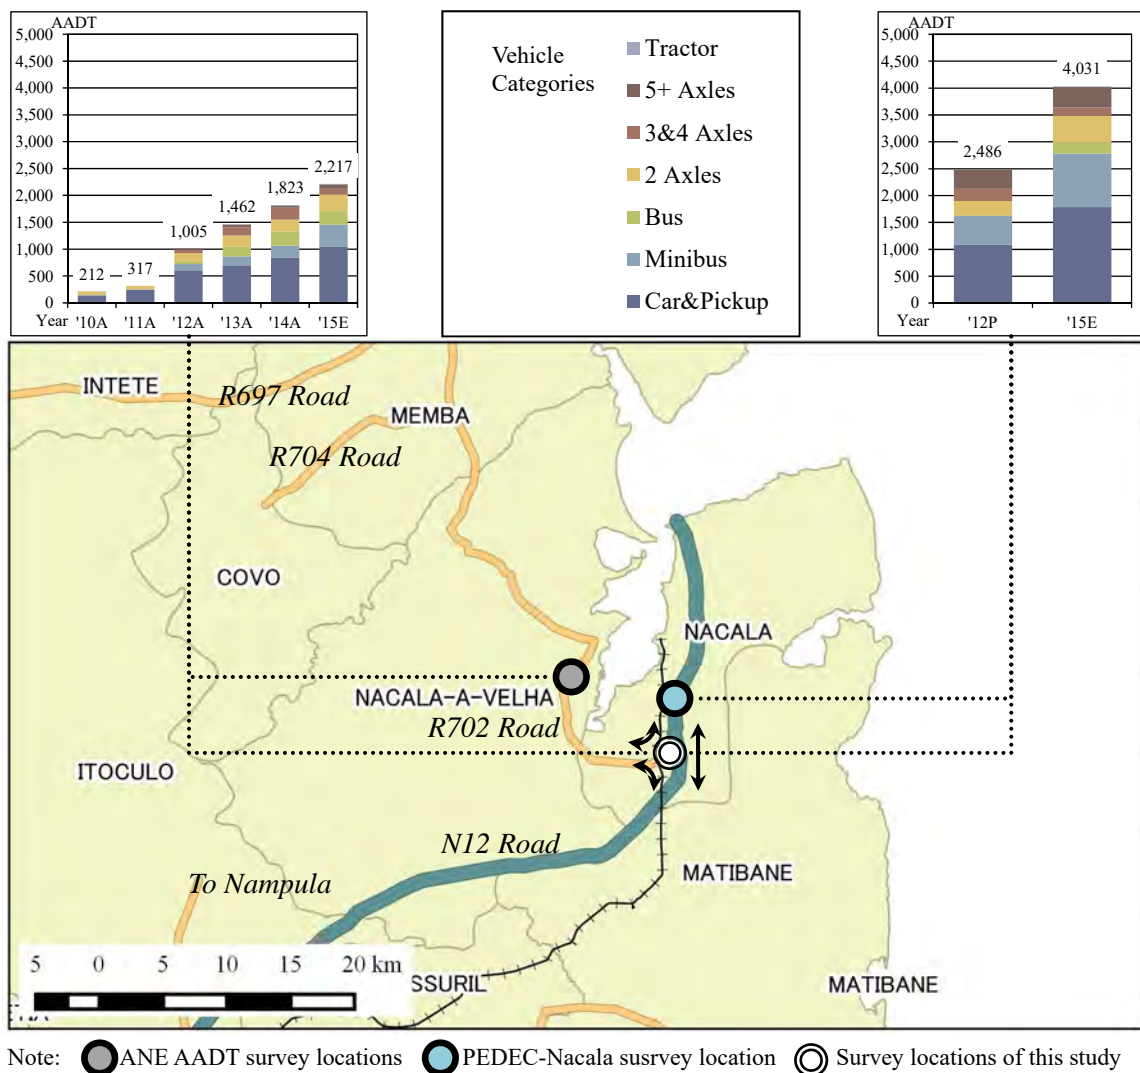 AADT
5,000
4,500
4,000
3,500
3,000
2,500
2,000
1,500
1,000
500
0
212
317
1,005
1,462
1,823
2,217
Year '10A '11A '12A '13A '14A '15E
Vehicle
Categories
Tractor
5+ Axles
3&4 Axles
2 Axles
Bus
Minibus
Car&Pickup
AADT
5,000
4,500
4,000
3,500
3,000
2,500
2,000
1,500
1,000
500
0
2,486
4,031
Year '12P '15E
INTETE
R697 Road
MEMBA
R704 Road
COVO
NACALA
NACALA-A-VELHA
R702 Road
ITOCULO
N12 Road
MATIBANE
To Nampula
5 0 5 10 15 20 km
SSURIL
MATIBANE
Note: ANE AADT survey locations PEDEC-Nacala susrvey location Survey locations of this study